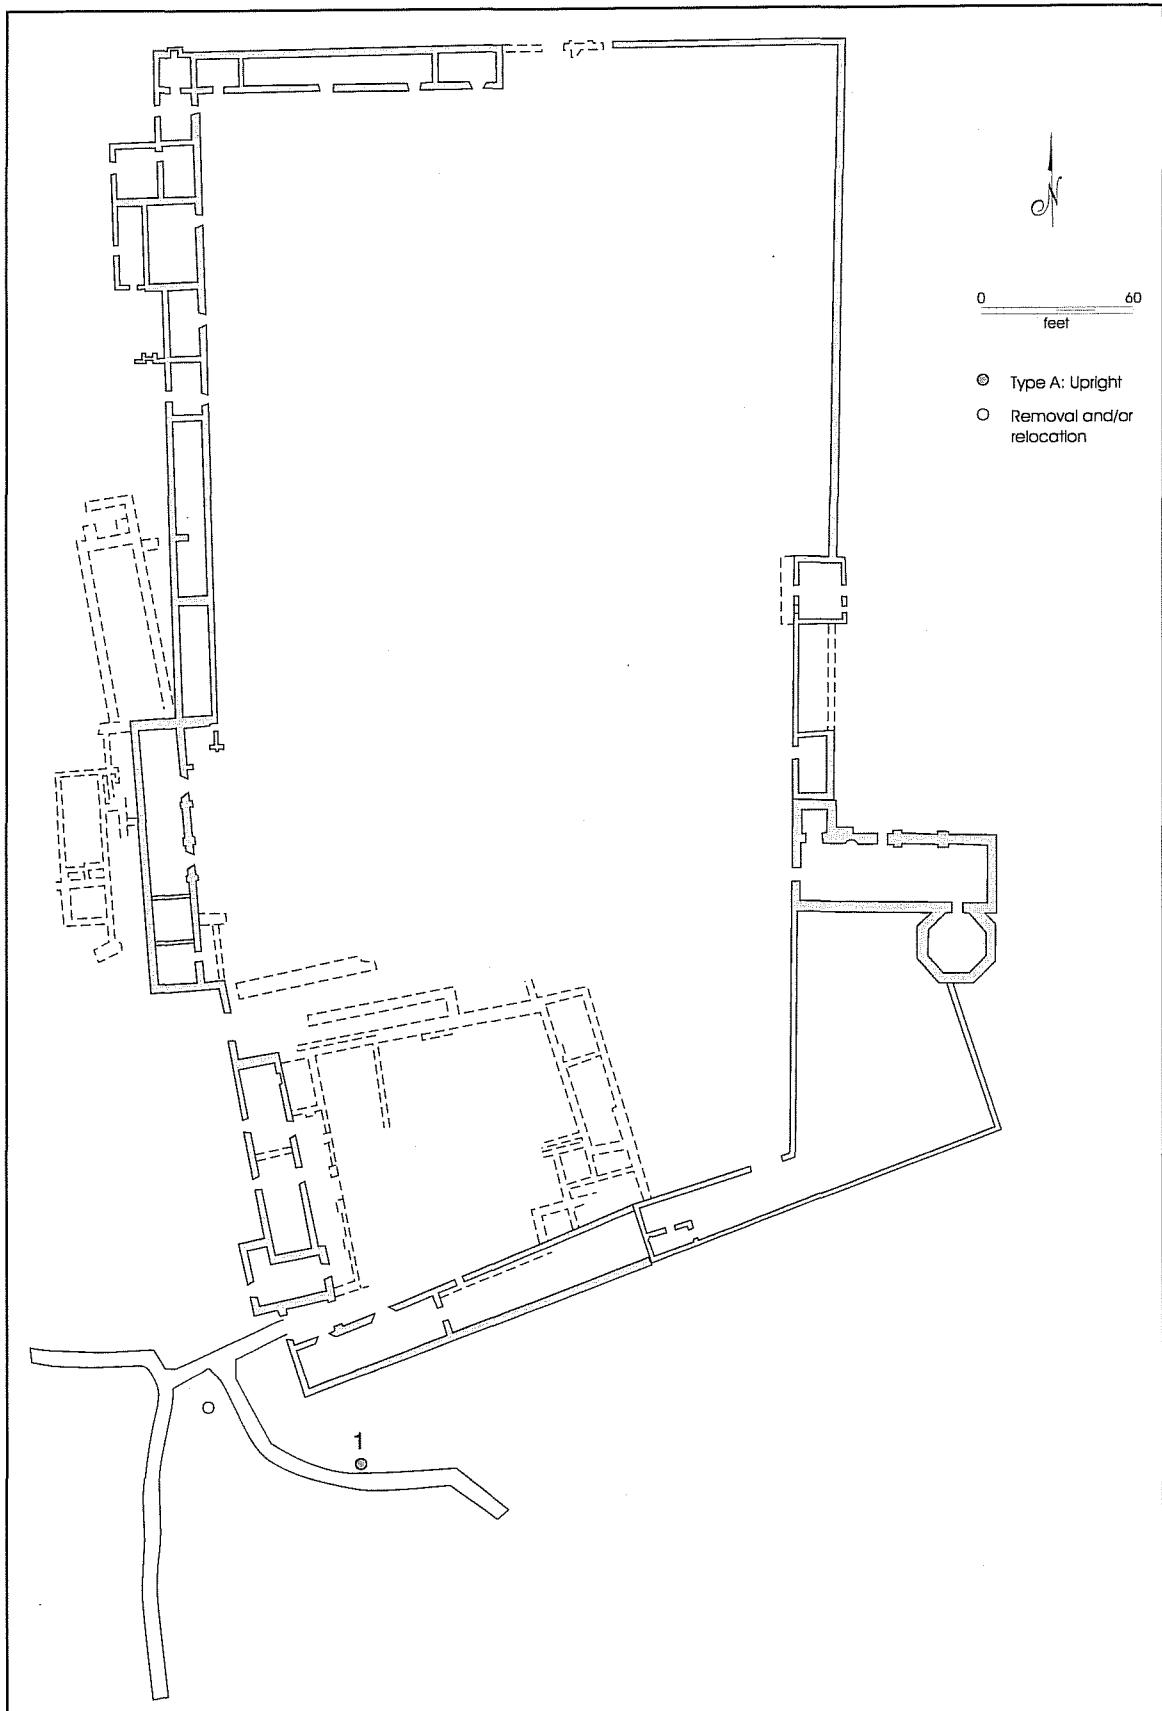 N
0 60
feet
Type A: Upright
Removal and/or
relocation
1